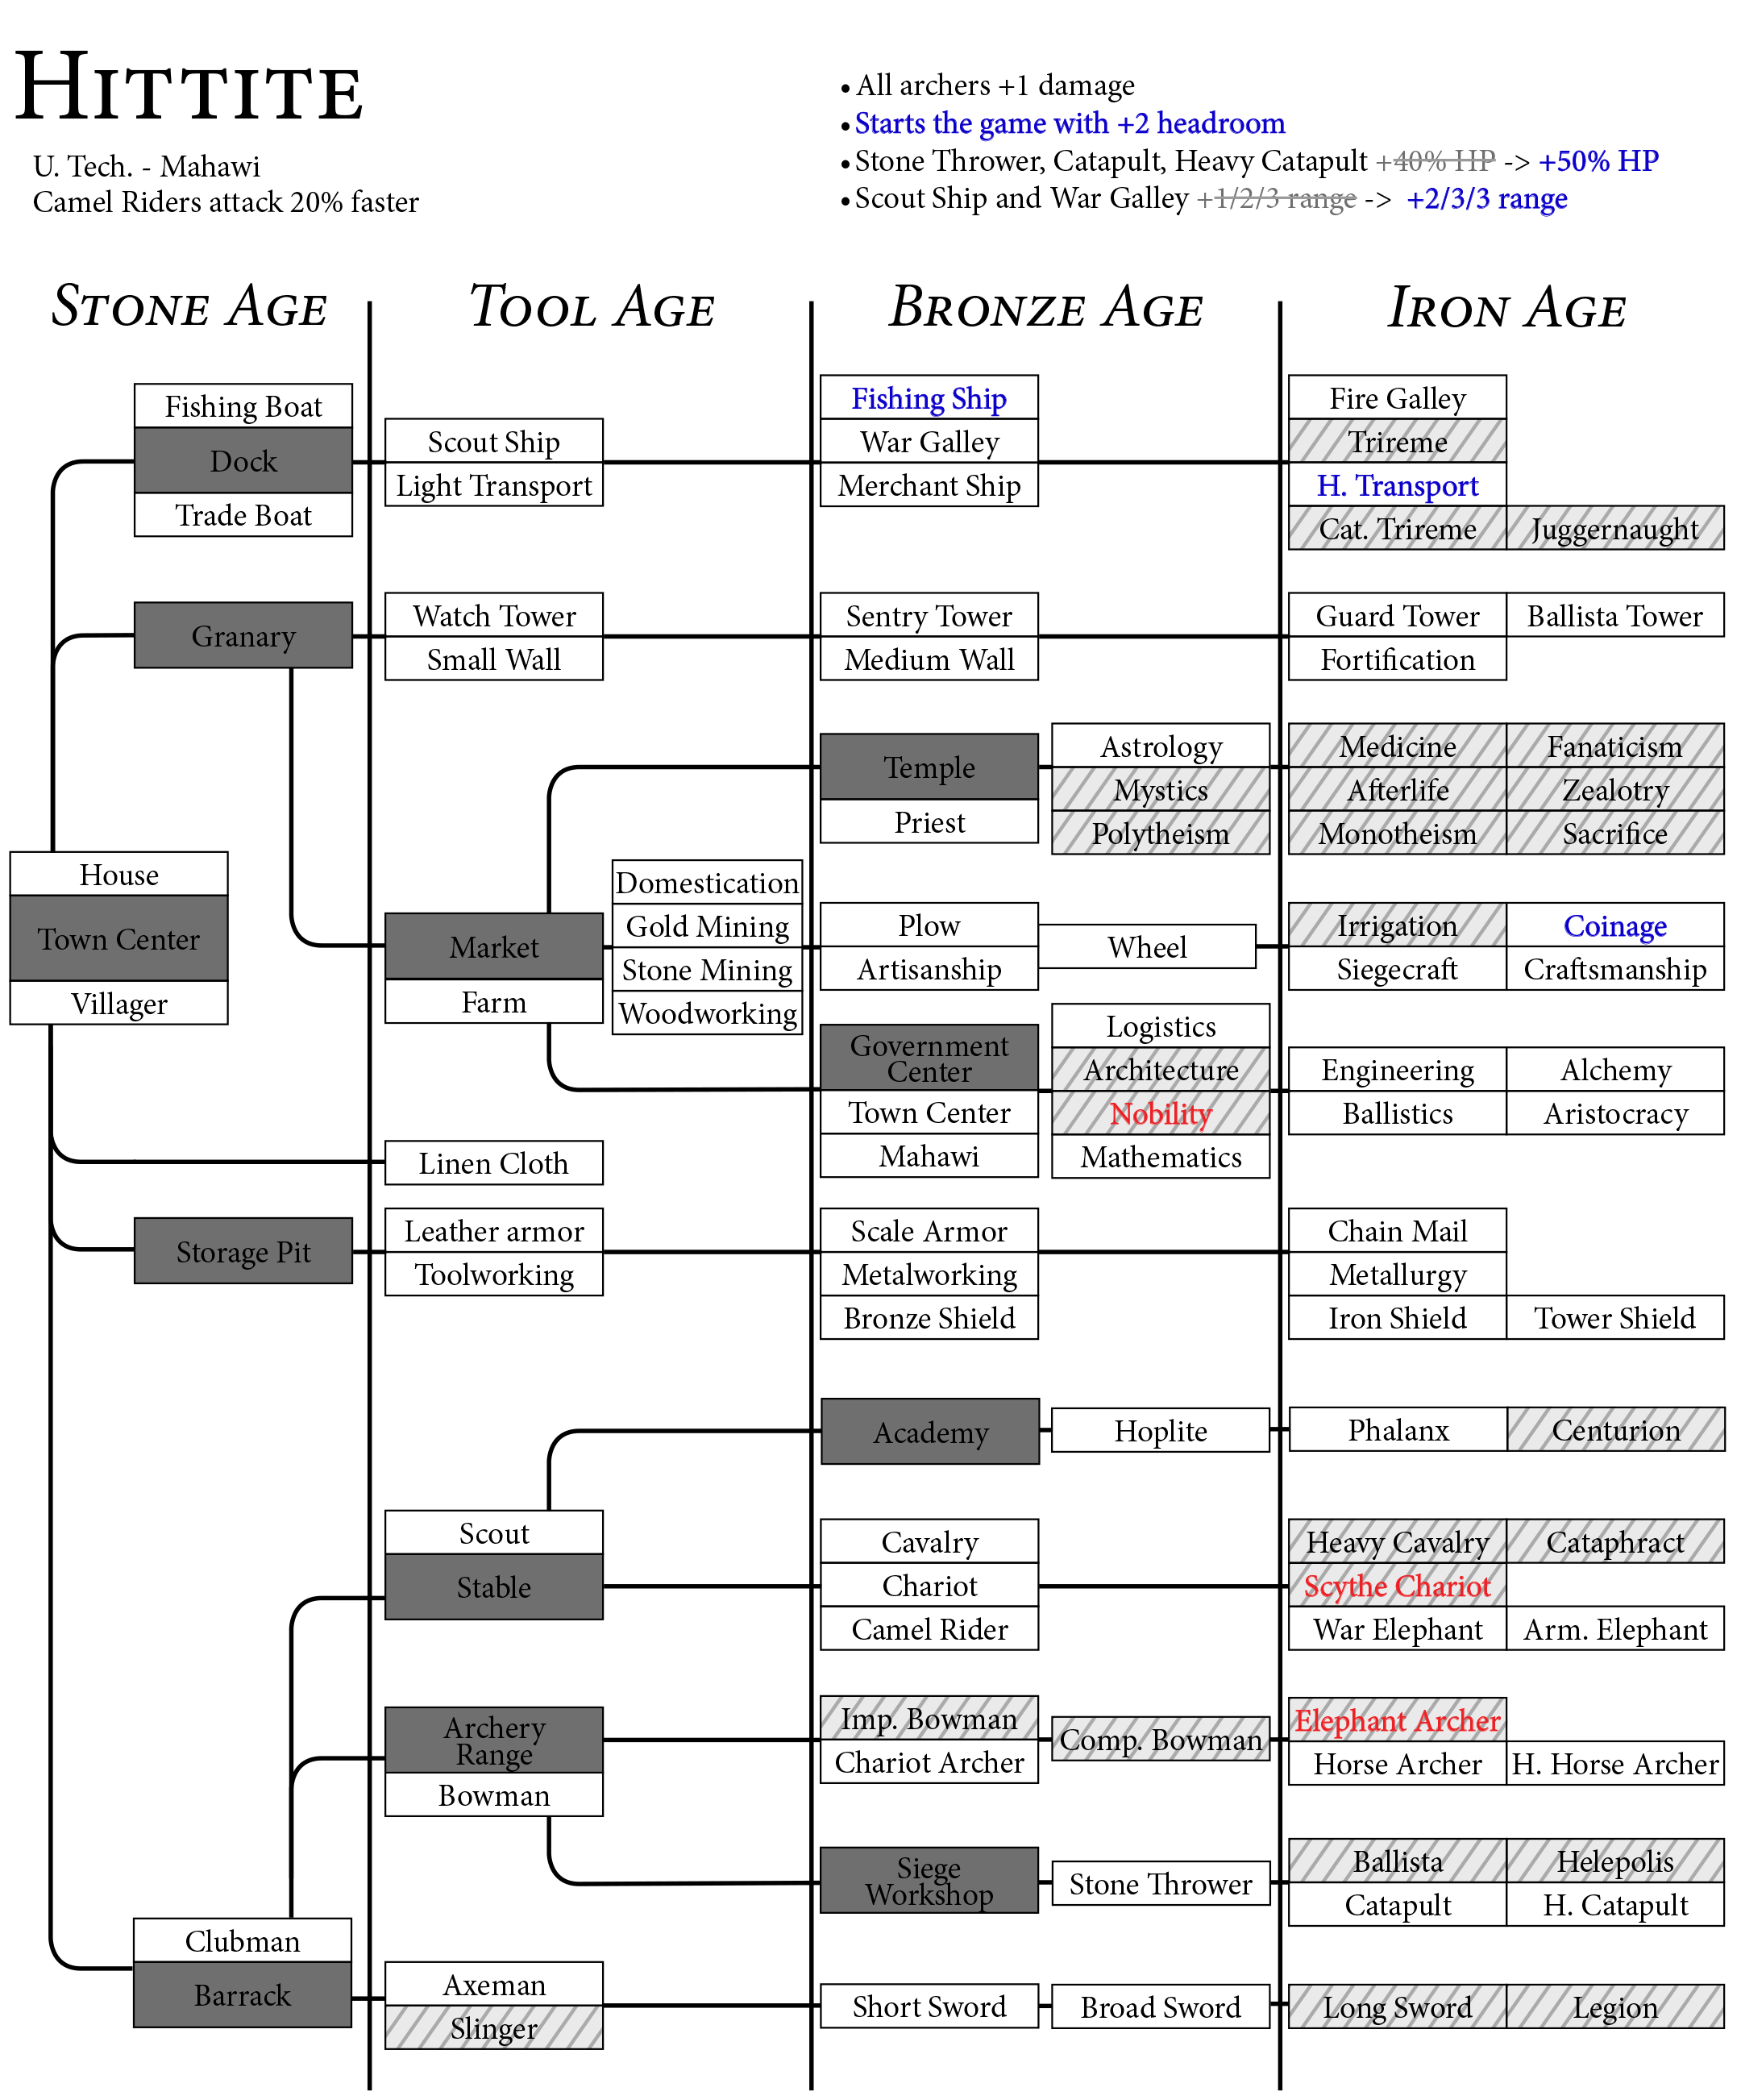 HITTITE
U. Tech. - Mahawi
Camel Riders attack 20% faster
• All archers +1 damage
• Starts the game with +2 headroom
• Stone Thrower, Catapult, Heavy Catapult +40% HP -> +50% HP
• Scout Ship and War Galley +1/2/3 range -> +2/3/3 range
STONE AGE
TOOL AGE
BRONZE AGE
IRON AGE
Fishing Boat
Dock
Trade Boat
Scout Ship
Light Transport
Fishing Ship
War Galley
Merchant Ship
Fire Galley
Trireme
H. Transport
Cat. Trireme
Juggernaught
Granary
Watch Tower
Small Wall
Sentry Tower
Medium Wall
Guard Tower
Ballista Tower
Fortification
Temple
Priest
Astrology
Mystics
Polytheism
Medicine
Fanaticism
Afterlife
Zealotry
Monotheism
Sacrifice
House
Town Center
Villager
Market
Farm
Domestication
Gold Mining
Stone Mining
Woodworking
Plow
Artisanship
Wheel
Irrigation
Coinage
Siegecraft
Craftsmanship
Government
Center
Town Center
Mahawi
Logistics
Architecture
Nobility
Mathematics
Engineering
Alchemy
Ballistics
Aristocracy
Linen Cloth
Storage Pit
Leather armor
Toolworking
Scale Armor
Metalworking
Bronze Shield
Chain Mail
Metallurgy
Iron Shield
Tower Shield
Academy
Hoplite
Phalanx
Centurion
Scout
Stable
Cavalry
Chariot
Camel Rider
Heavy Cavalry
Cataphract
Scythe Chariot
War Elephant
Arm. Elephant
Archery
Range
Bowman
Imp. Bowman
Chariot Archer
Comp. Bowman
Elephant Archer
Horse Archer
H. Horse Archer
Siege
Workshop
Stone Thrower
Ballista
Helepolis
Catapult
H. Catapult
Clubman
Barrack
Axeman
Slinger
Short Sword
Broad Sword
Long Sword
Legion